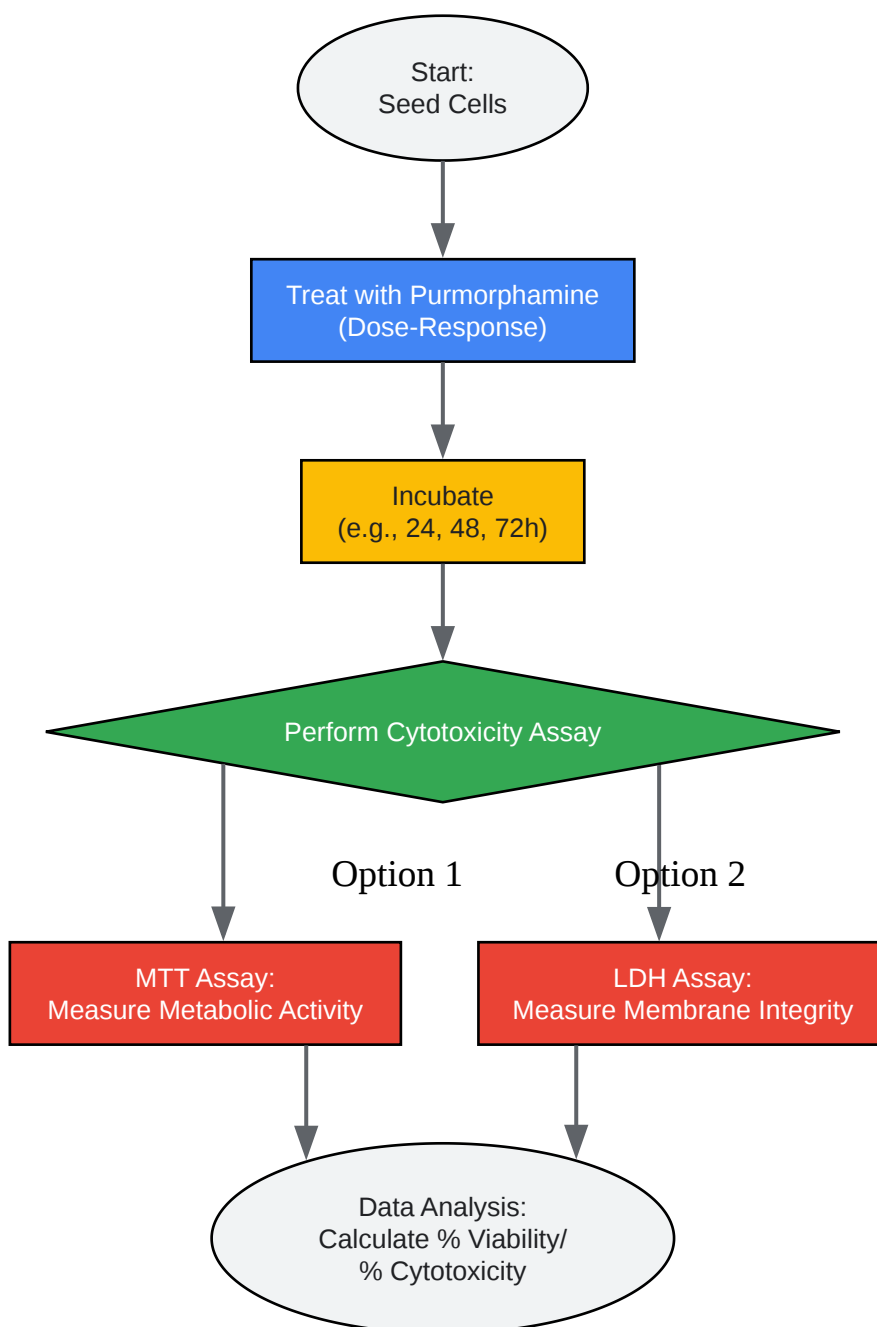 Start:
Seed Cells
Treat with Purmorphamine
(Dose-Response)
Incubate
(e.g., 24, 48, 72h)
Perform Cytotoxicity Assay
Option 1
Option 2
MTT Assay:
Measure Metabolic Activity
LDH Assay:
Measure Membrane Integrity
Data Analysis:
Calculate % Viability/
% Cytotoxicity